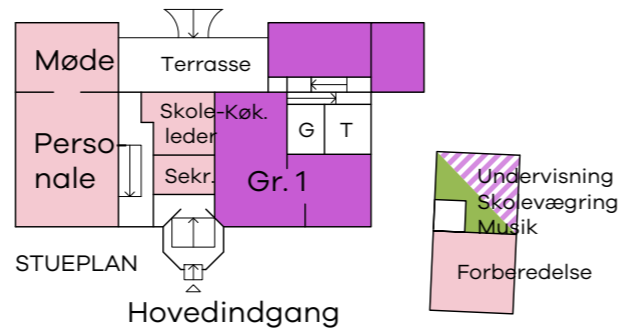 Møde
Terrasse
Skole-
leder
Køk.
G
T
Perso-
nale
Sekr.
Gr. 1
Undervisning
Skolevægring
Musik
STUEPLAN
Forberedelse
Hovedindgang